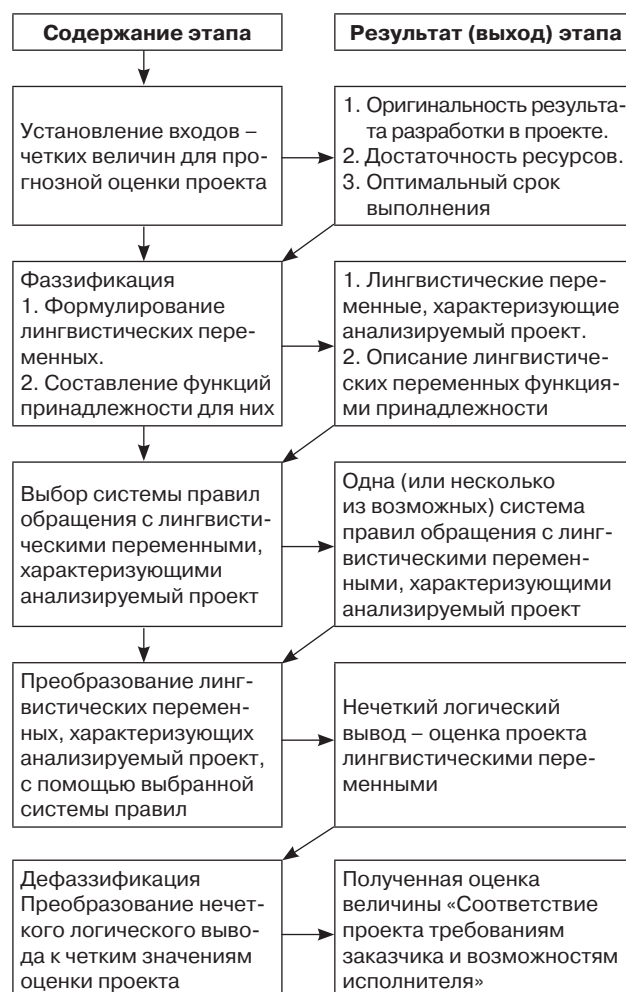 Содержание этапа
Результат (выход) этапа
Установление входов –
четких величин для про-
гнозной оценки проекта
1. Оригинальность результа-
та разработки в проекте.
2. Достаточность ресурсов.
3. Оптимальный срок
выполнения
Фаззификация
1. Формулирование
лингвистических пере-
менных.
2. Составление функций
принадлежности для них
1. Лингвистические пере-
менные, характеризующие
анализируемый проект.
2. Описание лингвистиче-
ских переменных функция-
ми принадлежности
Выбор системы правил
обращения с лингвисти-
ческими переменными,
характеризующими
анализируемый проект
Одна (или несколько
из возможных) система
правил обращения с линг-
вистическими перемен-
ными, характеризующими
анализируемый проект
Преобразование линг-
вистических перемен-
ных, характеризующих
анализируемый проект,
с помощью выбранной
системы правил
Нечеткий логический
вывод – оценка проекта
лингвистическими пере-
менными
Дефаззификация
Преобразование нечет-
кого логического выво-
да к четким значениям
оценки проекта
Полученная оценка
величины «Соответствие
проекта требованиям
заказчика и возможностям
исполнителя»